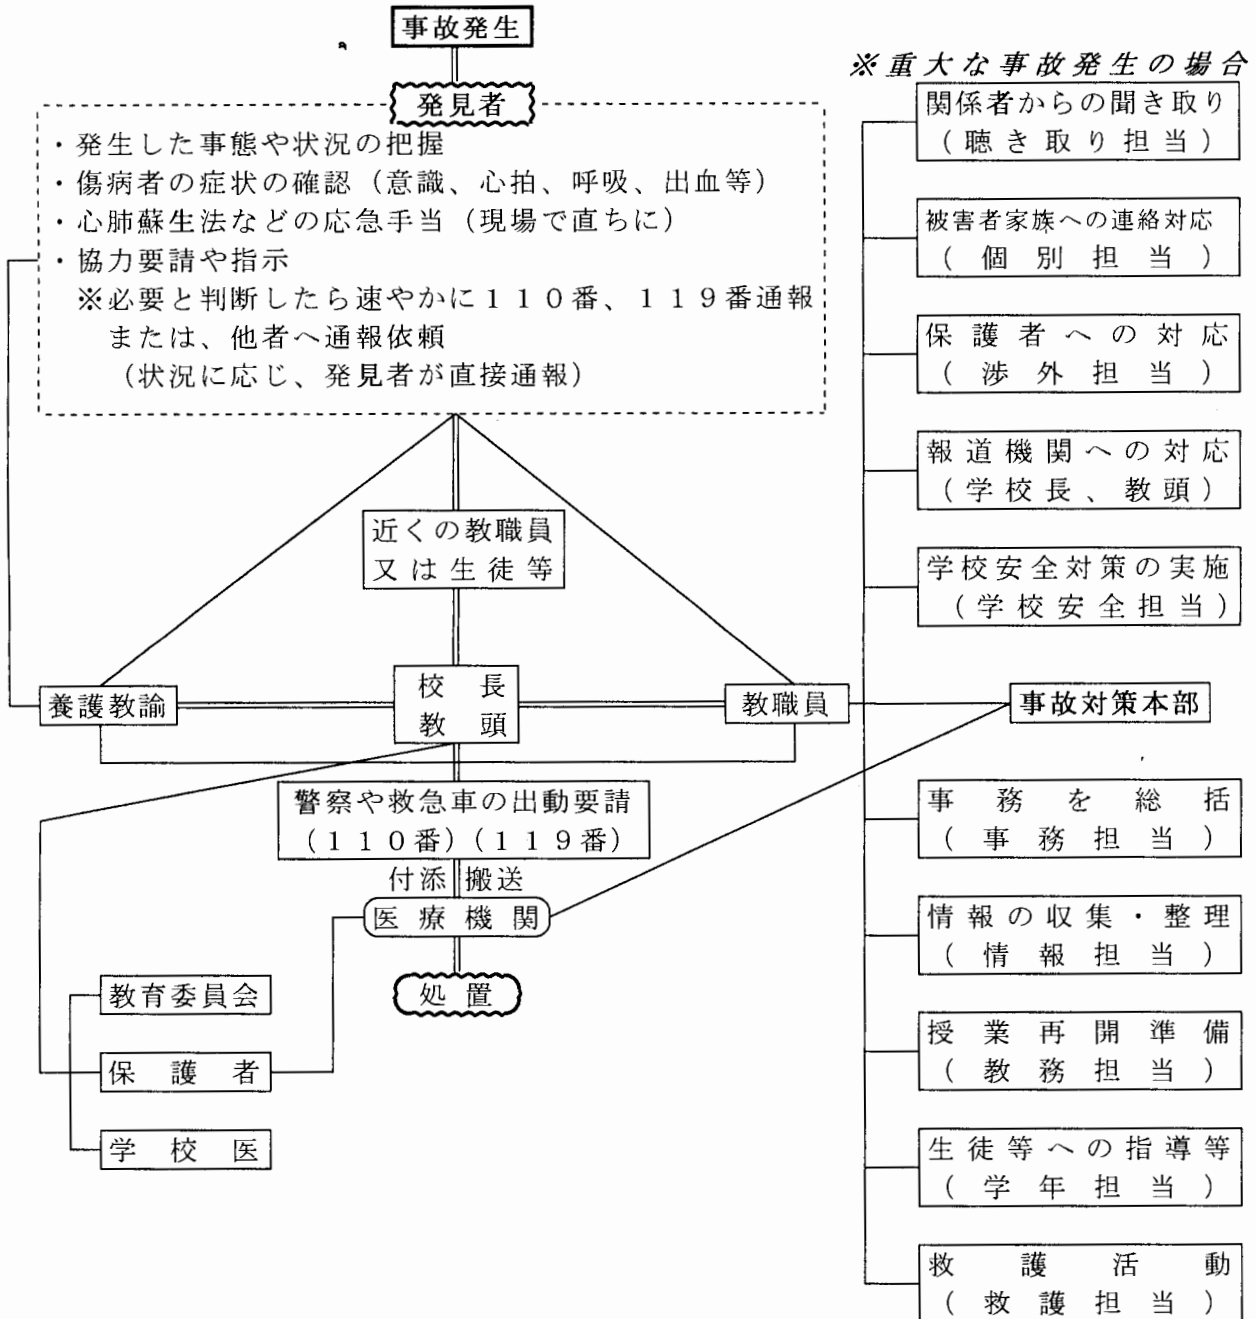 事故発生
発見者
・発生した事態や状況の把握
・傷病者の症状の確認（意識、心拍、呼吸、出血等）
・心肺蘇生法などの応急手当（現場で直ちに）
・協力要請や指示
※必要と判断したら速やかに１１０番、１１９番通報
または、他者へ通報依頼
（状況に応じ、発見者が直接通報）
近くの教職員
又は生徒等
養護教諭
校長
教頭
教職員
警察や救急車の出動要請
（１１０番）（１１９番）
付添 搬送
医療機関
処置
教育委員会
保護者
学校医
※重大な事故発生の場合
関係者からの聞き取り
（聴き取り担当）
被害者家族への連絡対応
（個別担当）
保護者への対応
（渉外担当）
報道機関への対応
（学校長、教頭）
学校安全対策の実施
（学校安全担当）
事故対策本部
事務を総括
（事務担当）
情報の収集・整理
（情報担当）
授業再開準備
（教務担当）
生徒等への指導等
（学年担当）
救護活動
（救護担当）